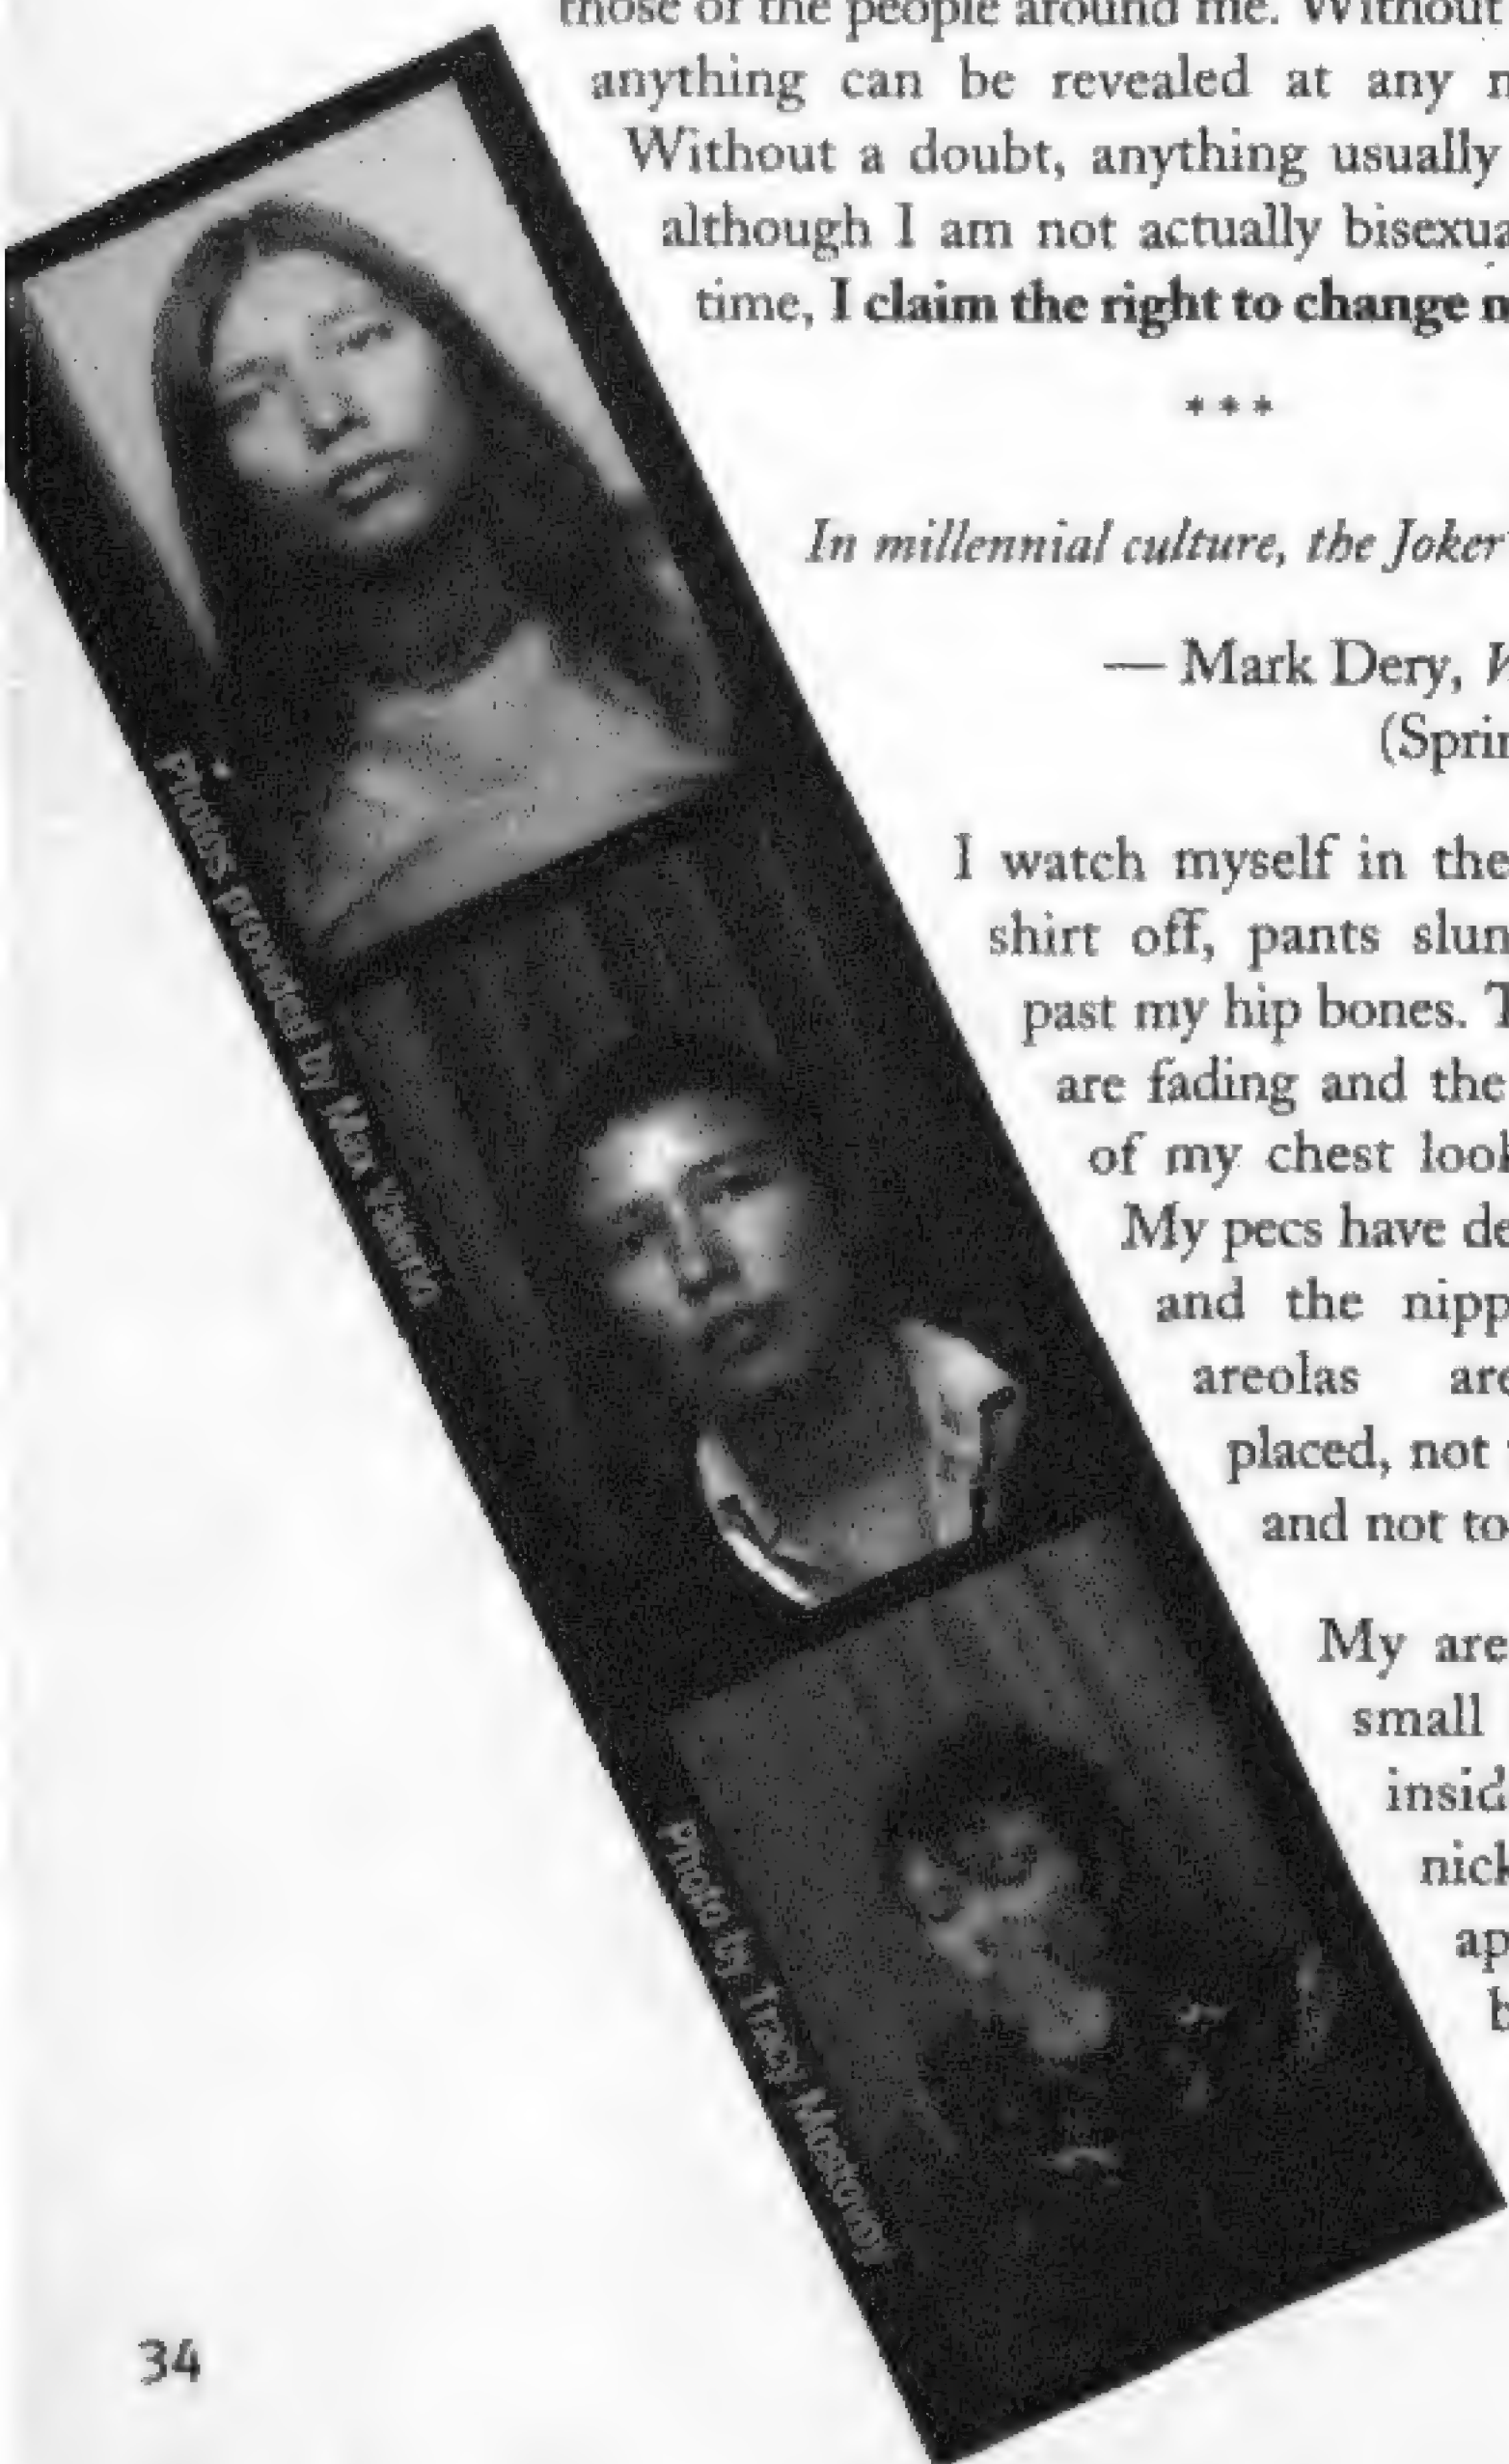 those of the people around me. Without
anything can be revealed at any
Without a doubt, anything usually
although I am not actually bisexua
time, I claim the right to change
* * *
In millennial culture, the Joker'
— Mark Dery,
(Sprin
I watch myself in the
shirt off, pants slun
past my hip bones.
are fading and the
of my chest look
My pecs have de
and the nipp
areolas are
placed, not
and not to
My are
small
insid
nick
ap
b
Photos provided by Max Valerio
Photo by
34